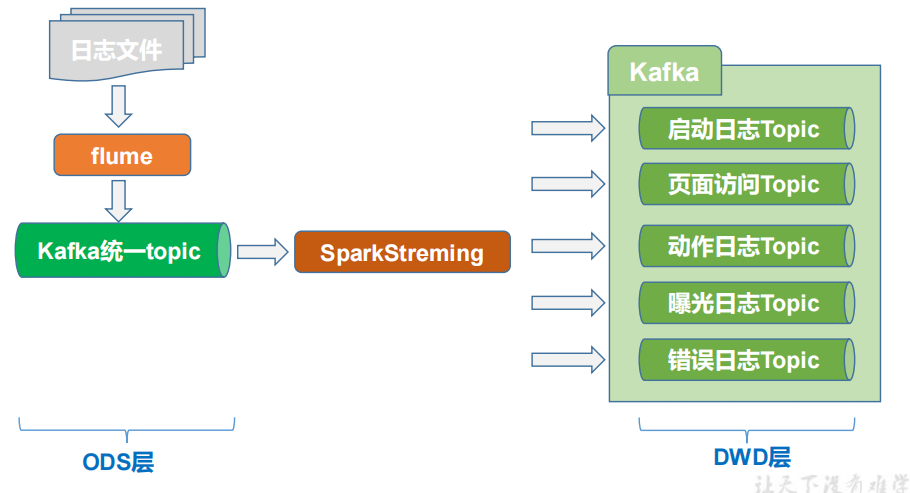 日志文件
flume
Kafka统一topic
SparkStreming
Kafka
启动日志Topic
页面访问Topic
动作日志Topic
曝光日志Topic
错误日志Topic
ODS层
DWD层
让天下没有难学